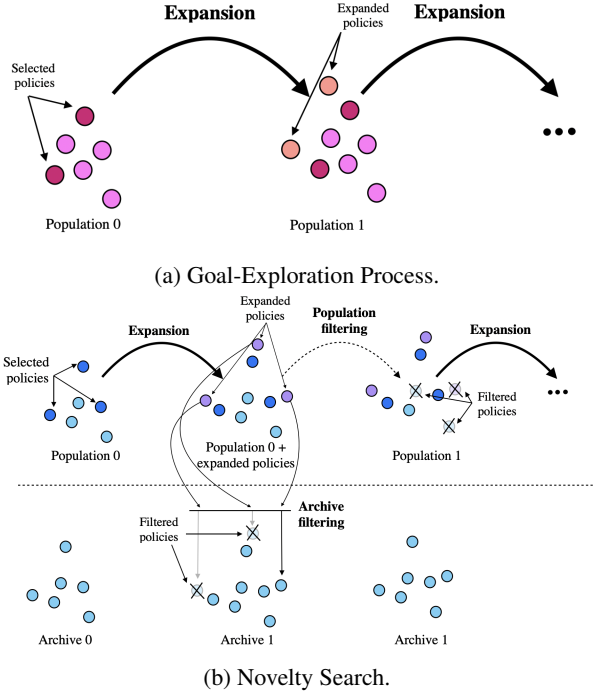 Expansion
Expanded
policies
Expansion
Selected
policies
Population 0
Population 1
(a) Goal-Exploration Process.
Expanded
policies
Population
filtering
Expansion
Expansion
Selected
policies
Filtered
policies
Population 0
Population 0 +
expanded policies
Population 1
Archive
filtering
Filtered
policies
Archive 0
Archive 1
Archive 1
(b) Novelty Search.